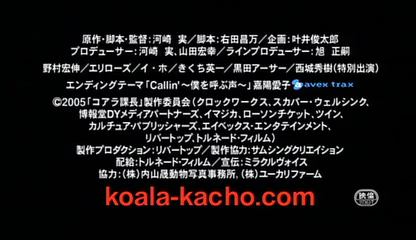 原作・脚本・監督:河崎 実/脚本:右田昌万/企画:叶井俊太郎
プロデューサー:河崎 実、山田宏幸/ラインプロデューサー:旭 正嗣
野村宏伸/エリローズ/イ・ホ/きくち英一/黒田アーサー/西城秀樹(特別出演)
エンディングテーマ「Callin'~僕を呼ぶ声~」嘉陽愛子 avex trax
©2005「コアラ課長」製作委員会(クロックワークス、スカパー・ウェルシンク、
博報堂DYメディアパートナーズ、イマジカ、ローソンチケット、ツイン、
カルチュア・パブリッシャーズ、エイベックス・エンタテインメント、
リバートップ、トルネード・フィルム)
製作プロダクション:リバートップ/製作協力:サムシングクリエイション
配給:トルネード・フィルム/宣伝:ミラクルヴォイス
協力:(株)内山晟動物写真事務所、(株)ユーカリファーム
koala-kacho.com
映倫